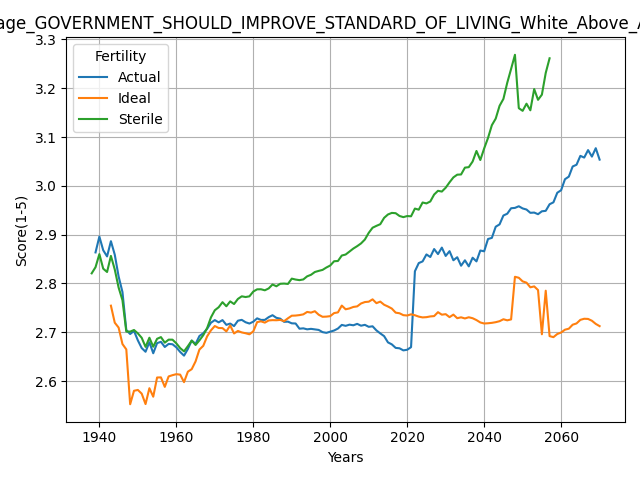 age_GOVERNMENT_SHOULD_IMPROVE_STANDARD_OF_LIVING_White_Above_A
Fertility
Actual
Ideal
Sterile
Score(1-5)
3.3
3.2
3.1
3.0
2.9
2.8
2.7
2.6
1940 1960 1980 2000 2020 2040 2060
Years